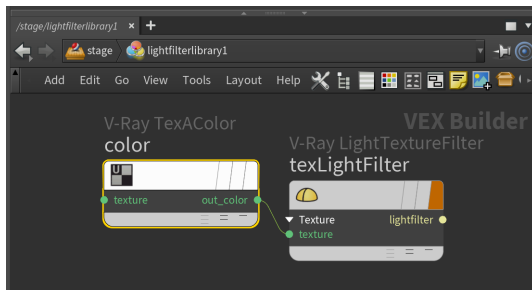 /stage/lightfilterlibrary1 × +
stage lightfilterlibrary1
Add Edit Go View Tools Layout Help
VEX Builder
V-Ray TexAColor
color
V-Ray LightTextureFilter
texLightFilter
U
texture out_color
Texture lightfilter
texture